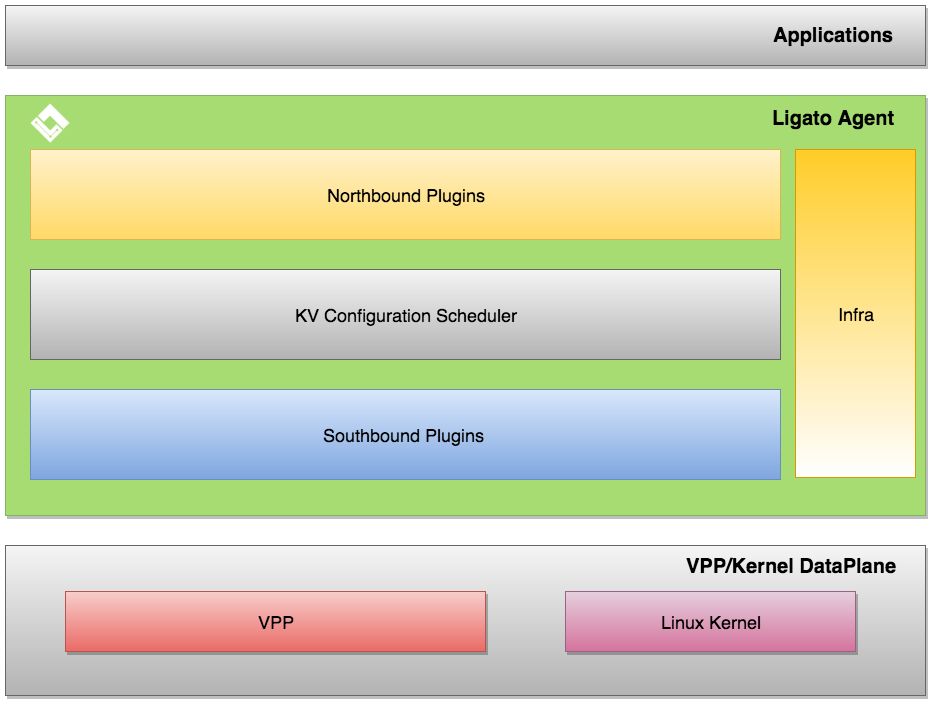 Applications
Ligato Agent
Northbound Plugins
Infra
KV Configuration Scheduler
Southbound Plugins
VPP/Kernel DataPlane
VPP
Linux Kernel